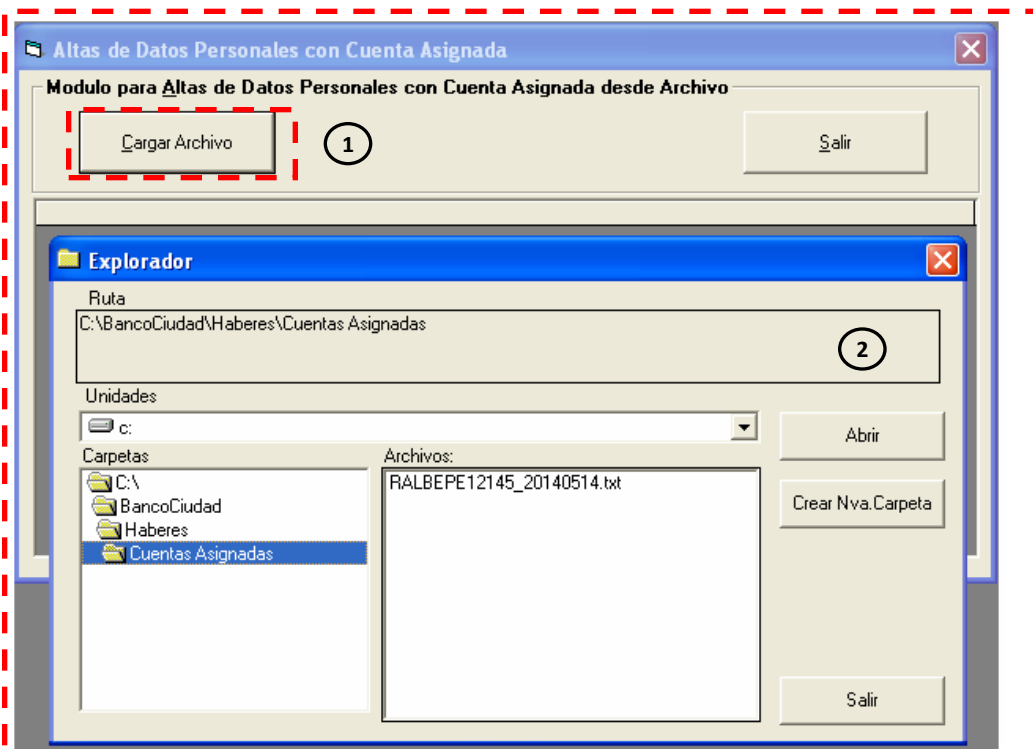 Altas de Datos Personales con Cuenta Asignada
Modulo para Altas de Datos Personales con Cuenta Asignada desde Archivo
Cargar Archivo
1
Salir
Explorador
Ruta
C:\BancoCiudad\Haberes\Cuentas Asignadas
2
Unidades
c:
Abrir
Carpetas
Archivos:
C:\
RALBEPE12145_20140514.txt
BancoCiudad
Crear Nva.Carpeta
Haberes
Cuentas Asignadas
Salir